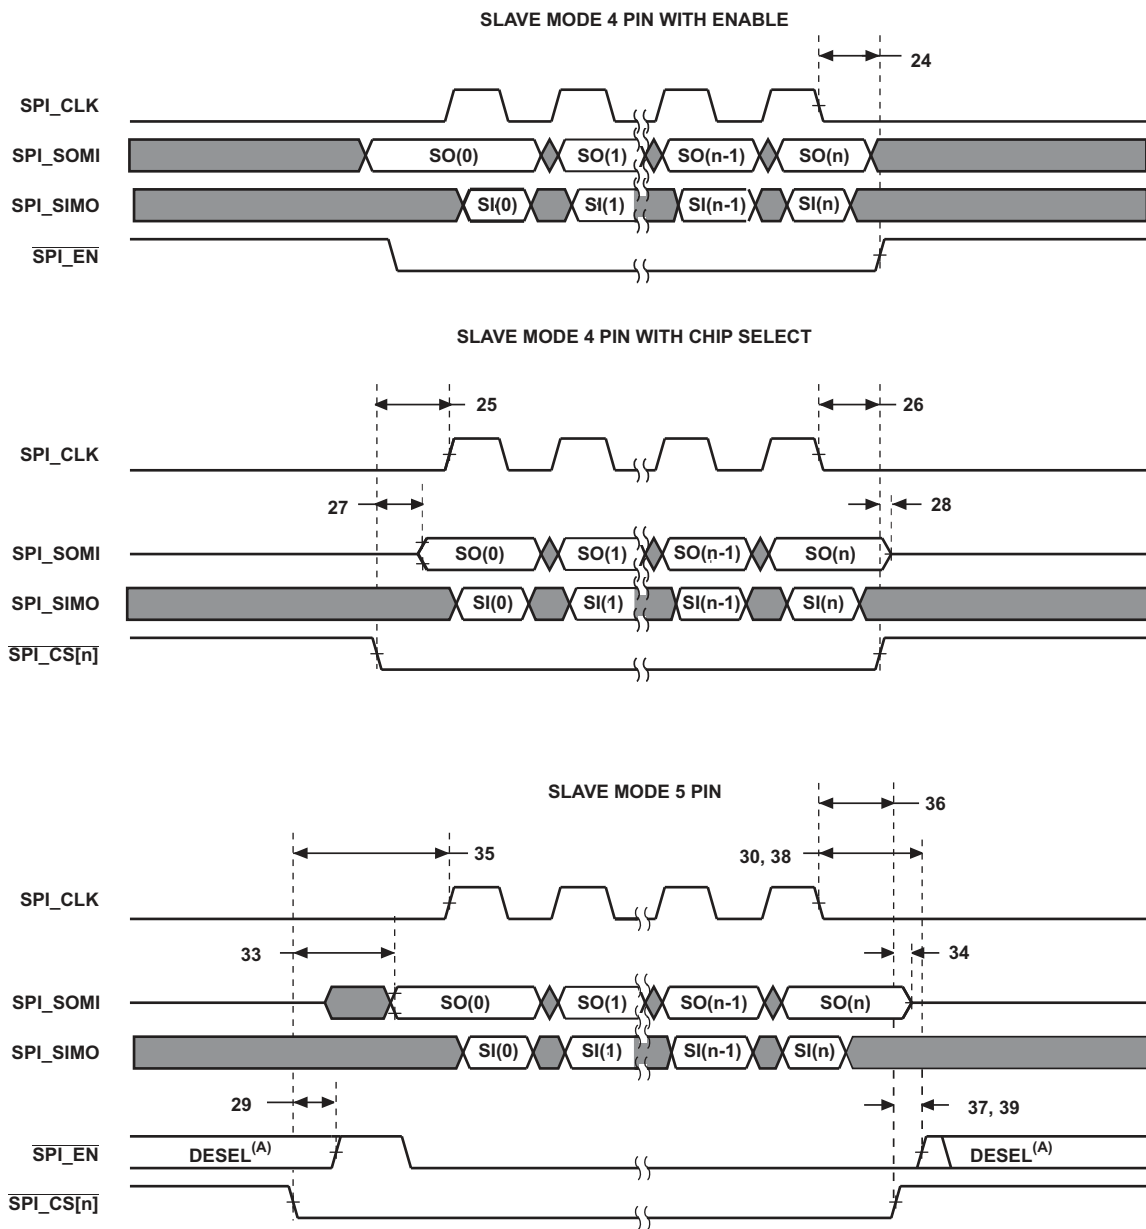 SLAVE MODE 4 PIN WITH ENABLE
24
SPI_CLK
SPI_SOMI SO(0) SO(1) SO(n-1) SO(n)
SPI_SIMO SI(0) SI(1) SI(n-1) SI(n)
SPI_EN
SLAVE MODE 4 PIN WITH CHIP SELECT
25 26
SPI_CLK
27 28
SPI_SOMI SO(0) SO(1) SO(n-1) SO(n)
SPI_SIMO SI(0) SI(1) SI(n-1) SI(n)
SPI_CS[n]
SLAVE MODE 5 PIN
36
35 30, 38
SPI_CLK
33 34
SPI_SOMI SO(0) SO(1) SO(n-1) SO(n)
SPI_SIMO SI(0) SI(1) SI(n-1) SI(n)
29 37, 39
SPI_EN DESEL(A) DESEL(A)
SPI_CS[n]